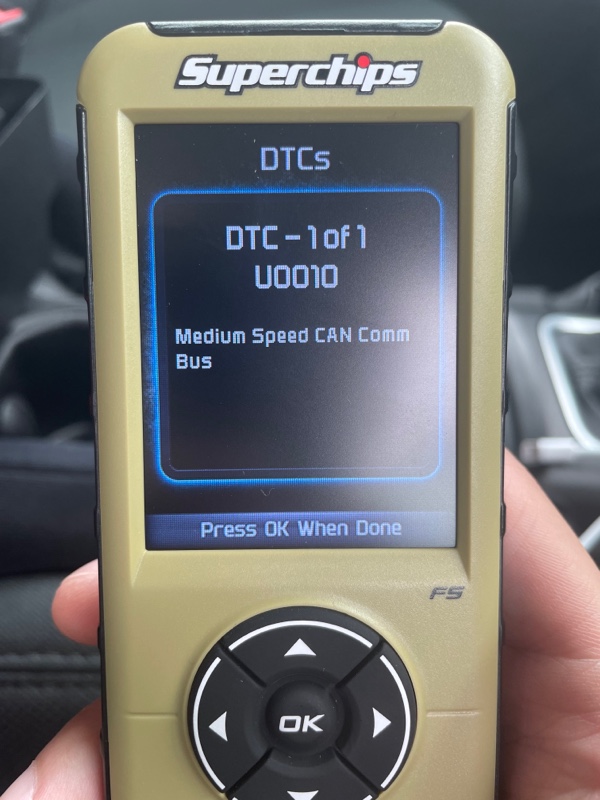 Superchips
DTCs
DTC - 1 of 1
U0010
Medium Speed CAN Comm
Bus
Press OK When Done
F5
OK